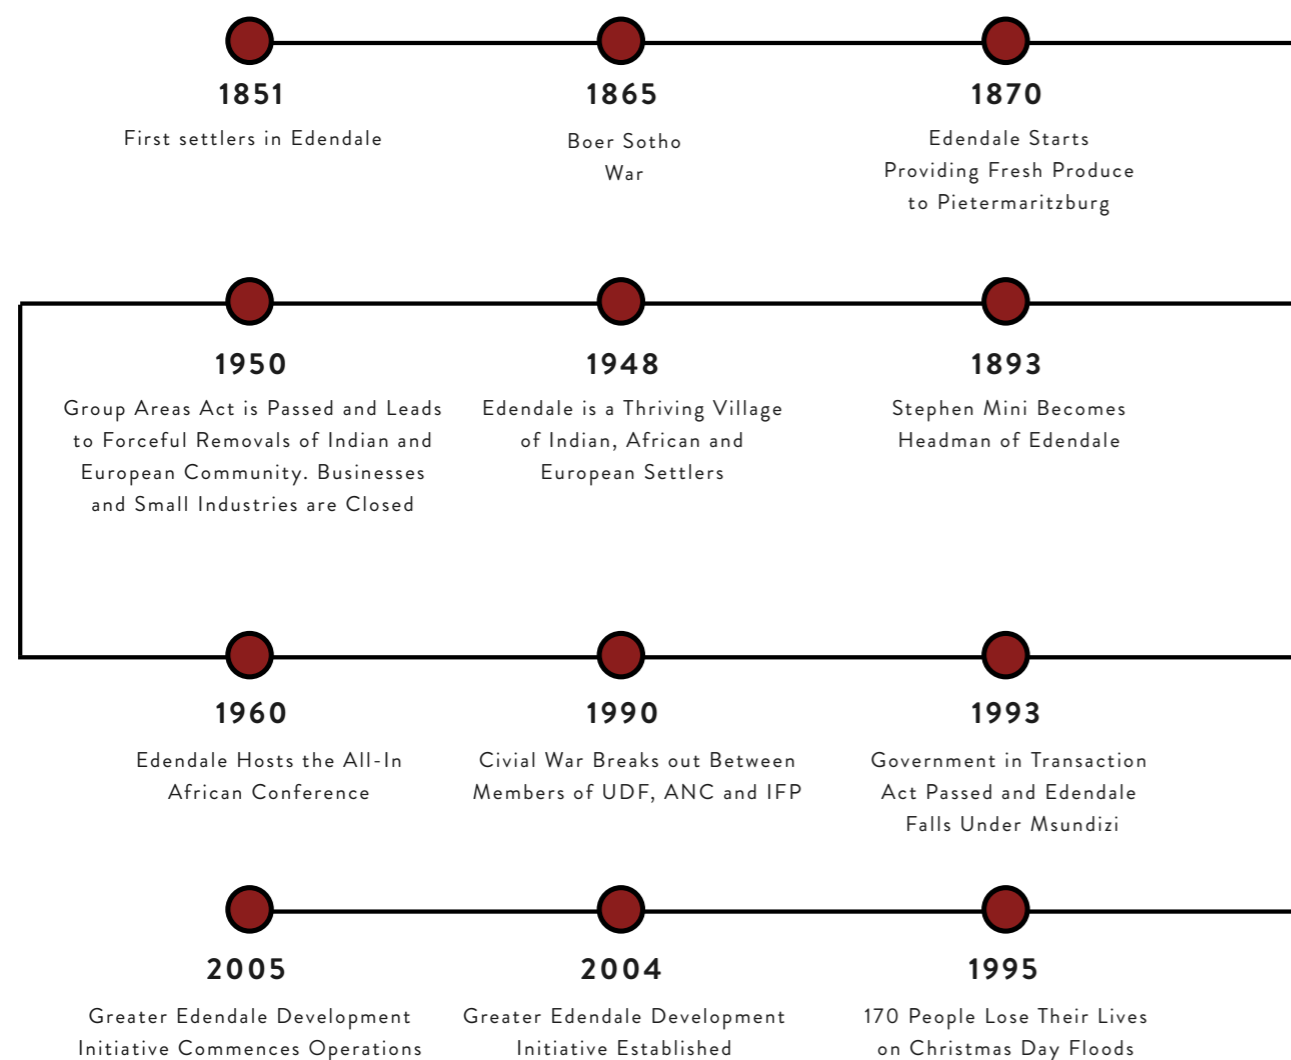 1851
First settlers in Edendale
1865
Boer Sotho
War
1870
Edendale Starts
Providing Fresh Produce
to Pietermaritzburg
1950
Group Areas Act is Passed and Leads
to Forceful Removals of Indian and
European Community. Businesses
and Small Industries are Closed
1948
Edendale is a Thriving Village
of Indian, African and
European Settlers
1893
Stephen Mini Becomes
Headman of Edendale
1960
Edendale Hosts the All-In
African Conference
1990
Civial War Breaks out Between
Members of UDF, ANC and IFP
1993
Government in Transaction
Act Passed and Edendale
Falls Under Msundizi
2005
Greater Edendale Development
Initiative Commences Operations
2004
Greater Edendale Development
Initiative Established
1995
170 People Lose Their Lives
on Christmas Day Floods